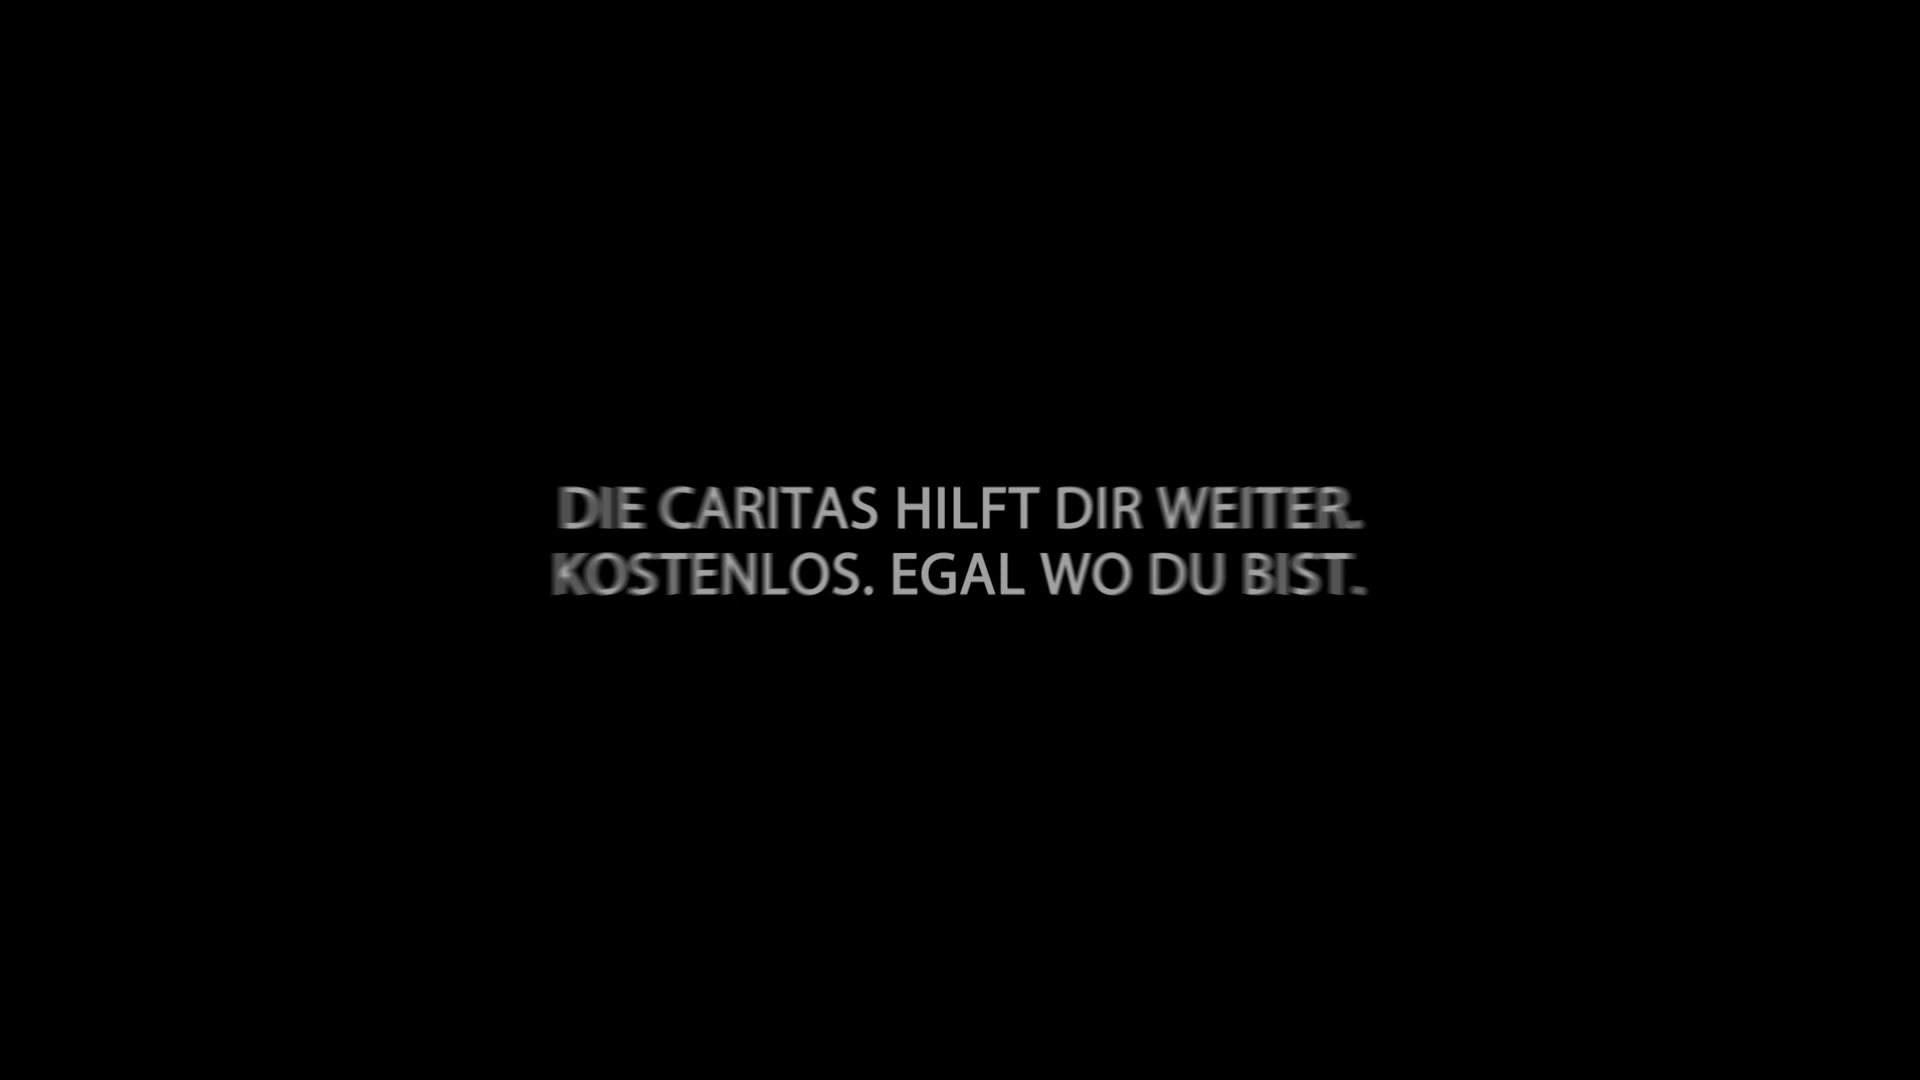 DIE CARITAS HILFT DIR WEITER.
KOSTENLOS. EGAL WO DU BIST.